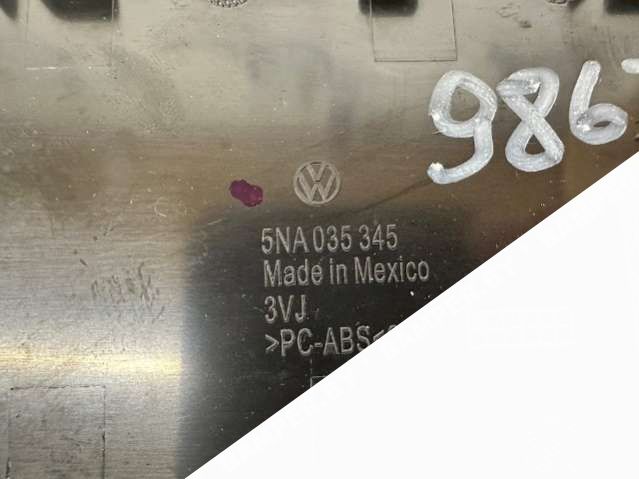 986
5NA 035 345
Made in Mexico
3VJ
>PC-ABS<